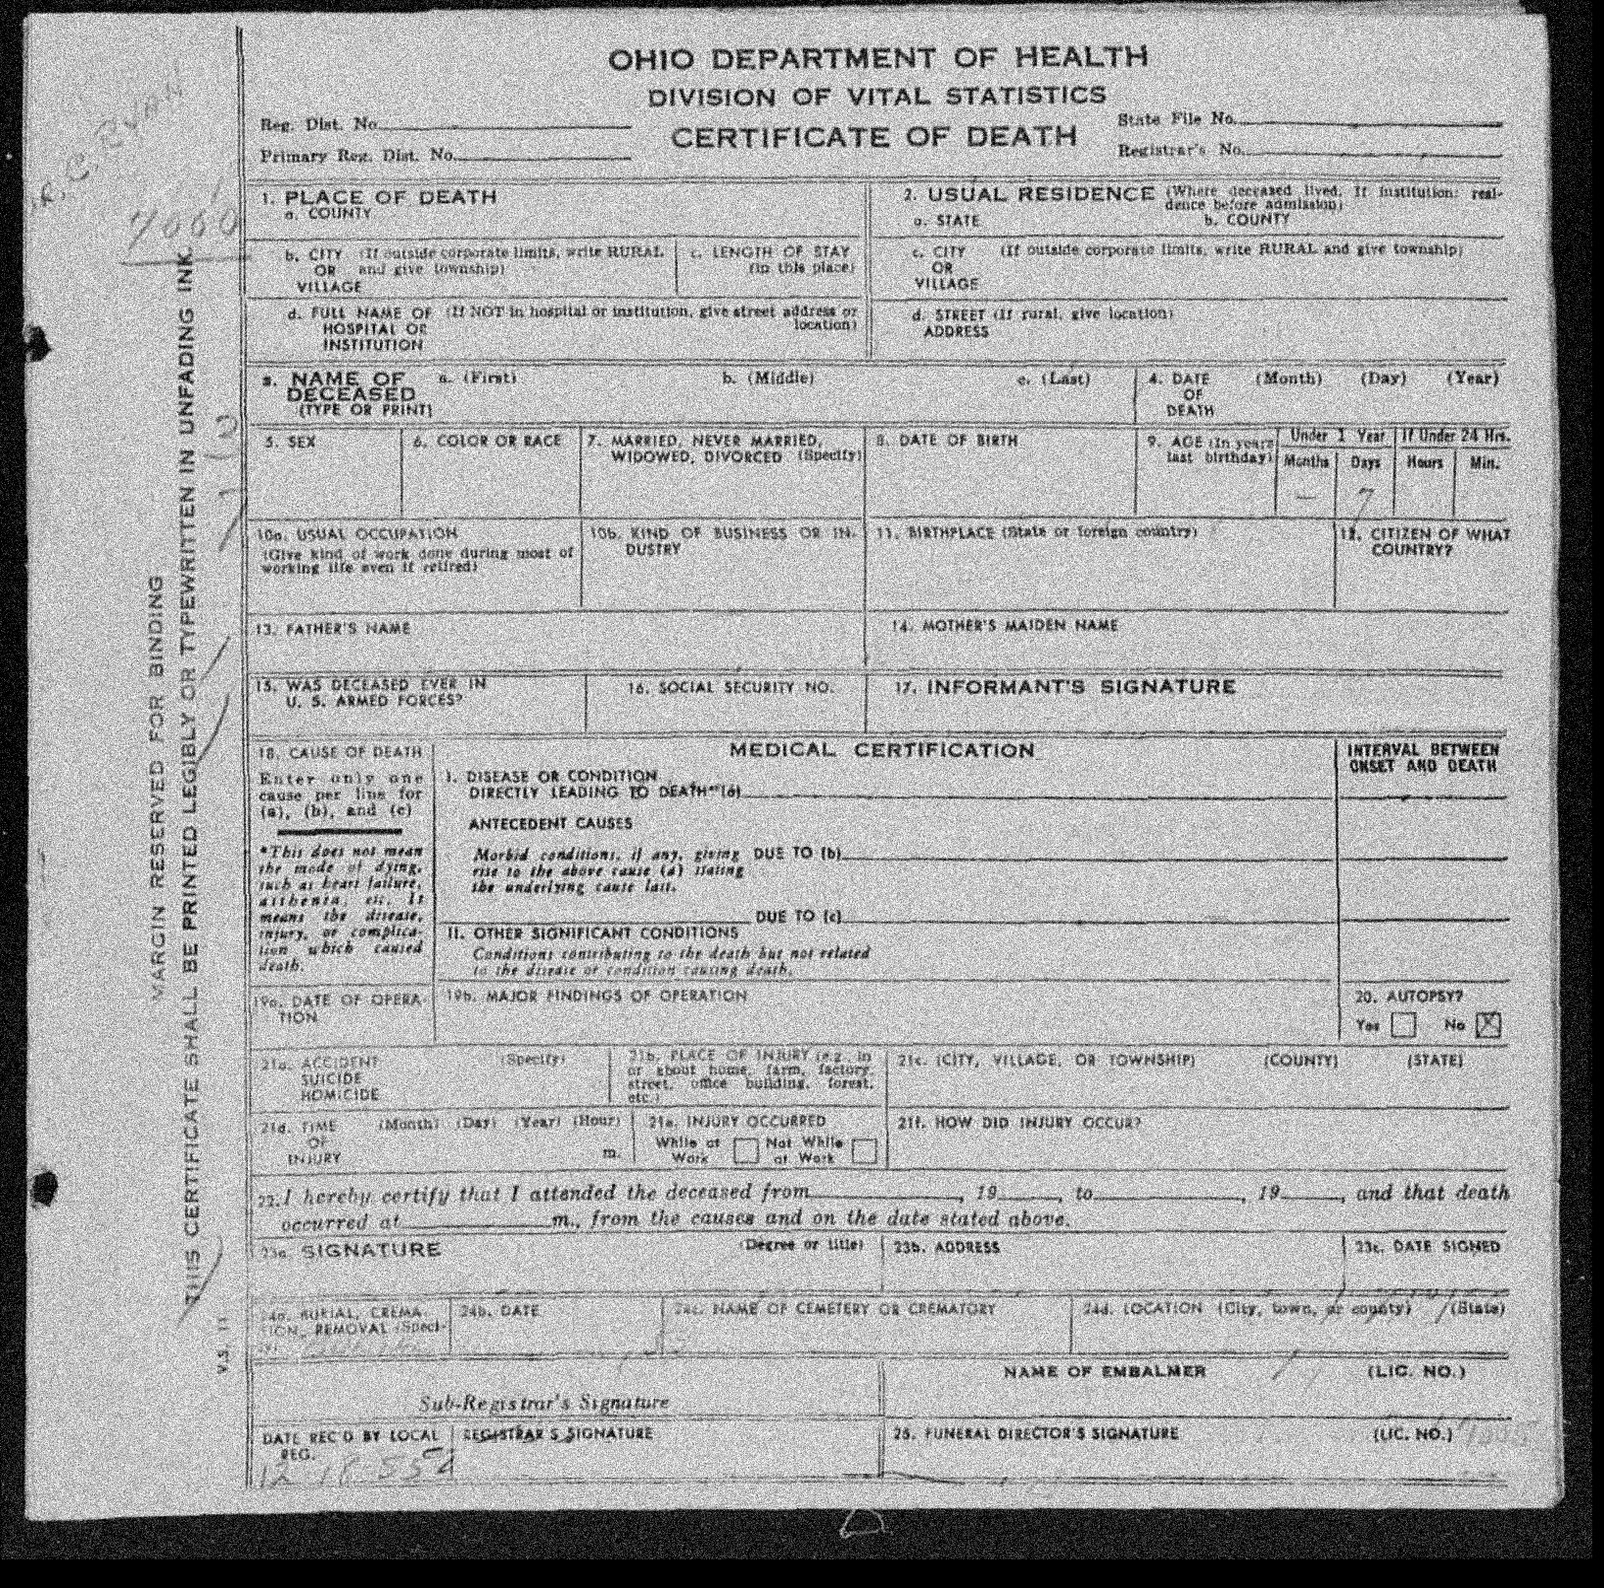 OHIO DEPARTMENT OF HEALTH
DIVISION OF VITAL STATISTICS
CERTIFICATE OF DEATH
Reg. Dist. No.
Primary Reg. Dist. No.
State File No.
Registrar's No.
7060
MARGIN RESERVED FOR BINDING
THIS CERTIFICATE SHALL BE PRINTED LEGIBLY OR TYPEWRITTEN IN UNFADING INK.
V.S. 11
1. PLACE OF DEATH
a. COUNTY
2. USUAL RESIDENCE (Where deceased lived. If institution: resi-
dence before admission)
a. STATE b. COUNTY
b. CITY (If outside corporate limits, write RURAL
OR and give township)
VILLAGE
c. LENGTH OF STAY
(in this place)
c. CITY (If outside corporate limits, write RURAL and give township)
OR
VILLAGE
d. FULL NAME OF (If NOT in hospital or institution, give street address or
HOSPITAL OR location)
INSTITUTION
d. STREET (If rural, give location)
ADDRESS
3. NAME OF a. (First) b. (Middle) c. (Last)
DECEASED
(TYPE OR PRINT)
4. DATE (Month) (Day) (Year)
OF
DEATH
5. SEX
6. COLOR OR RACE
7. MARRIED, NEVER MARRIED,
WIDOWED, DIVORCED (Specify)
8. DATE OF BIRTH
9. AGE (In years
last birthday)
Under 1 Year
If Under 24 Hrs.
Months Days Hours Min.
— 7
10a. USUAL OCCUPATION
(Give kind of work done during most of
working life even if retired)
10b. KIND OF BUSINESS OR IN-
DUSTRY
11. BIRTHPLACE (State or foreign country)
12. CITIZEN OF WHAT
COUNTRY?
13. FATHER'S NAME
14. MOTHER'S MAIDEN NAME
15. WAS DECEASED EVER IN
U. S. ARMED FORCES?
16. SOCIAL SECURITY NO.
17. INFORMANT'S SIGNATURE
18. CAUSE OF DEATH
Enter only one
cause per line for
(a), (b), and (c)
*This does not mean
the mode of dying,
such as heart failure,
asthenia, etc. It
means the disease,
injury, or complica-
tion which caused
death.
MEDICAL CERTIFICATION
INTERVAL BETWEEN
ONSET AND DEATH
I. DISEASE OR CONDITION
DIRECTLY LEADING TO DEATH* (a)
ANTECEDENT CAUSES
Morbid conditions, if any, giving DUE TO (b)
rise to the above cause (a) stating
the underlying cause last.
DUE TO (c)
II. OTHER SIGNIFICANT CONDITIONS
Conditions contributing to the death but not related
to the disease or condition causing death.
19a. DATE OF OPERA-
TION
19b. MAJOR FINDINGS OF OPERATION
20. AUTOPSY?
Yes No X
21a. ACCIDENT (Specify)
SUICIDE
HOMICIDE
21b. PLACE OF INJURY (e.g., in
or about home, farm, factory,
street, office building, forest,
etc.)
21c. (CITY, VILLAGE, OR TOWNSHIP) (COUNTY) (STATE)
21d. TIME (Month) (Day) (Year) (Hour)
OF
INJURY m.
21e. INJURY OCCURRED
While at Not While
Work at Work
21f. HOW DID INJURY OCCUR?
22. I hereby certify that I attended the deceased from , 19 , to , 19 , and that death
occurred at m., from the causes and on the date stated above.
23a. SIGNATURE (Degree or title)
23b. ADDRESS
23c. DATE SIGNED
24a. BURIAL, CREMA-
TION, REMOVAL (Speci-
fy)
24b. DATE
24c. NAME OF CEMETERY OR CREMATORY
24d. LOCATION (City, town, or county) (State)
Sub-Registrar's Signature
NAME OF EMBALMER (LIC. NO.)
DATE REC'D BY LOCAL
REG.
12 18 55
REGISTRAR'S SIGNATURE
25. FUNERAL DIRECTOR'S SIGNATURE (LIC. NO.)